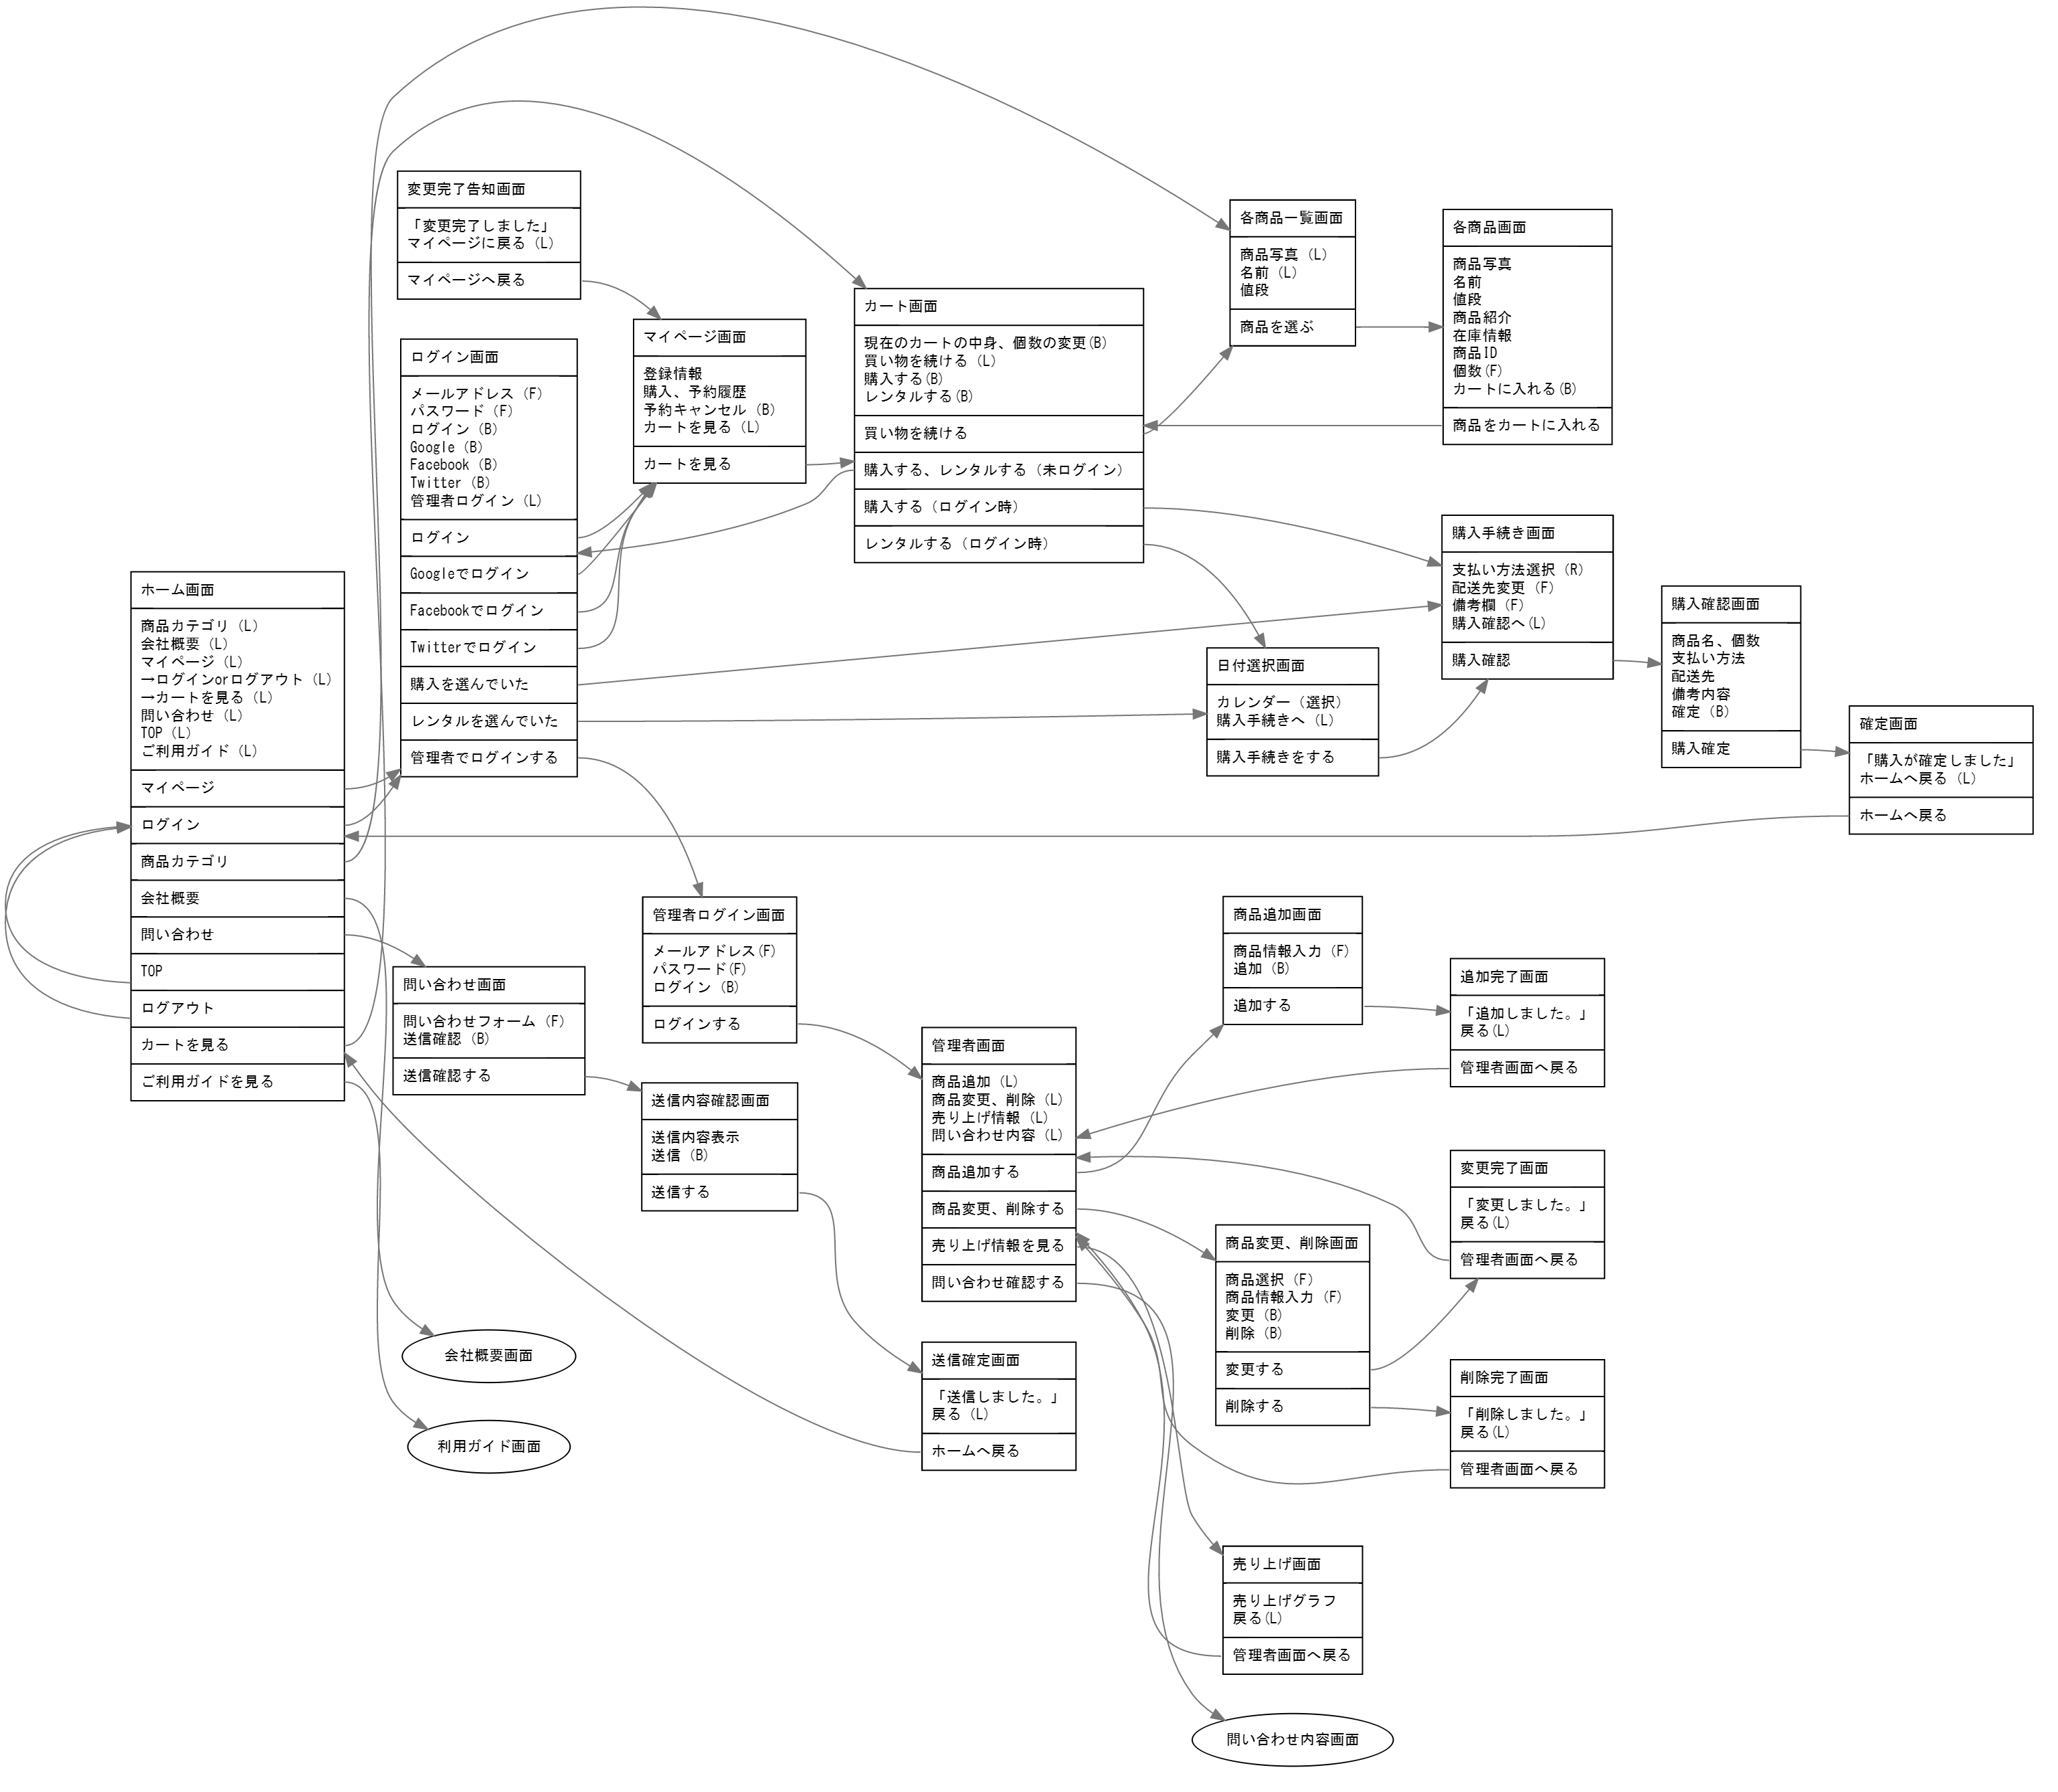 変更完了告知画面
「変更完了しました」
マイページに戻る (L)
マイページへ戻る
ログイン画面
メールアドレス (F)
パスワード (F)
ログイン (B)
Google (B)
Facebook (B)
Twitter (B)
管理者ログイン (L)
ログイン
Googleでログイン
Facebookでログイン
Twitterでログイン
購入を選んでいた
レンタルを選んでいた
管理者でログインする
マイページ画面
登録情報
購入、予約履歴
予約キャンセル (B)
カートを見る (L)
カートを見る
カート画面
現在のカートの中身、個数の変更(B)
買い物を続ける (L)
購入する(B)
レンタルする(B)
買い物を続ける
購入する、レンタルする (未ログイン)
購入する (ログイン時)
レンタルする (ログイン時)
各商品一覧画面
商品写真 (L)
名前 (L)
値段
商品を選ぶ
各商品画面
商品写真
名前
値段
商品紹介
在庫情報
商品ID
個数(F)
カートに入れる(B)
商品をカートに入れる
購入手続き画面
支払い方法選択 (R)
配送先変更 (F)
備考欄 (F)
購入確認へ(L)
購入確認
日付選択画面
カレンダー (選択)
購入手続きへ (L)
購入手続きをする
購入確認画面
商品名、個数
支払い方法
配送先
備考内容
確定 (B)
購入確定
確定画面
「購入が確定しました」
ホームへ戻る (L)
ホームへ戻る
ホーム画面
商品カテゴリ (L)
会社概要 (L)
マイページ (L)
→ログインorログアウト (L)
→カートを見る (L)
問い合わせ (L)
TOP (L)
ご利用ガイド (L)
マイページ
ログイン
商品カテゴリ
会社概要
問い合わせ
TOP
ログアウト
カートを見る
ご利用ガイドを見る
問い合わせ画面
問い合わせフォーム (F)
送信確認 (B)
送信確認する
管理者ログイン画面
メールアドレス(F)
パスワード(F)
ログイン (B)
ログインする
送信内容確認画面
送信内容表示
送信 (B)
送信する
管理者画面
商品追加 (L)
商品変更、削除 (L)
売り上げ情報 (L)
問い合わせ内容 (L)
商品追加する
商品変更、削除する
売り上げ情報を見る
問い合わせ確認する
送信確定画面
「送信しました。」
戻る (L)
ホームへ戻る
商品追加画面
商品情報入力 (F)
追加 (B)
追加する
追加完了画面
「追加しました。」
戻る(L)
管理者画面へ戻る
変更完了画面
「変更しました。」
戻る(L)
管理者画面へ戻る
商品変更、削除画面
商品選択 (F)
商品情報入力 (F)
変更 (B)
削除 (B)
変更する
削除する
削除完了画面
「削除しました。」
戻る(L)
管理者画面へ戻る
会社概要画面
利用ガイド画面
売り上げ画面
売り上げグラフ
戻る(L)
管理者画面へ戻る
問い合わせ内容画面